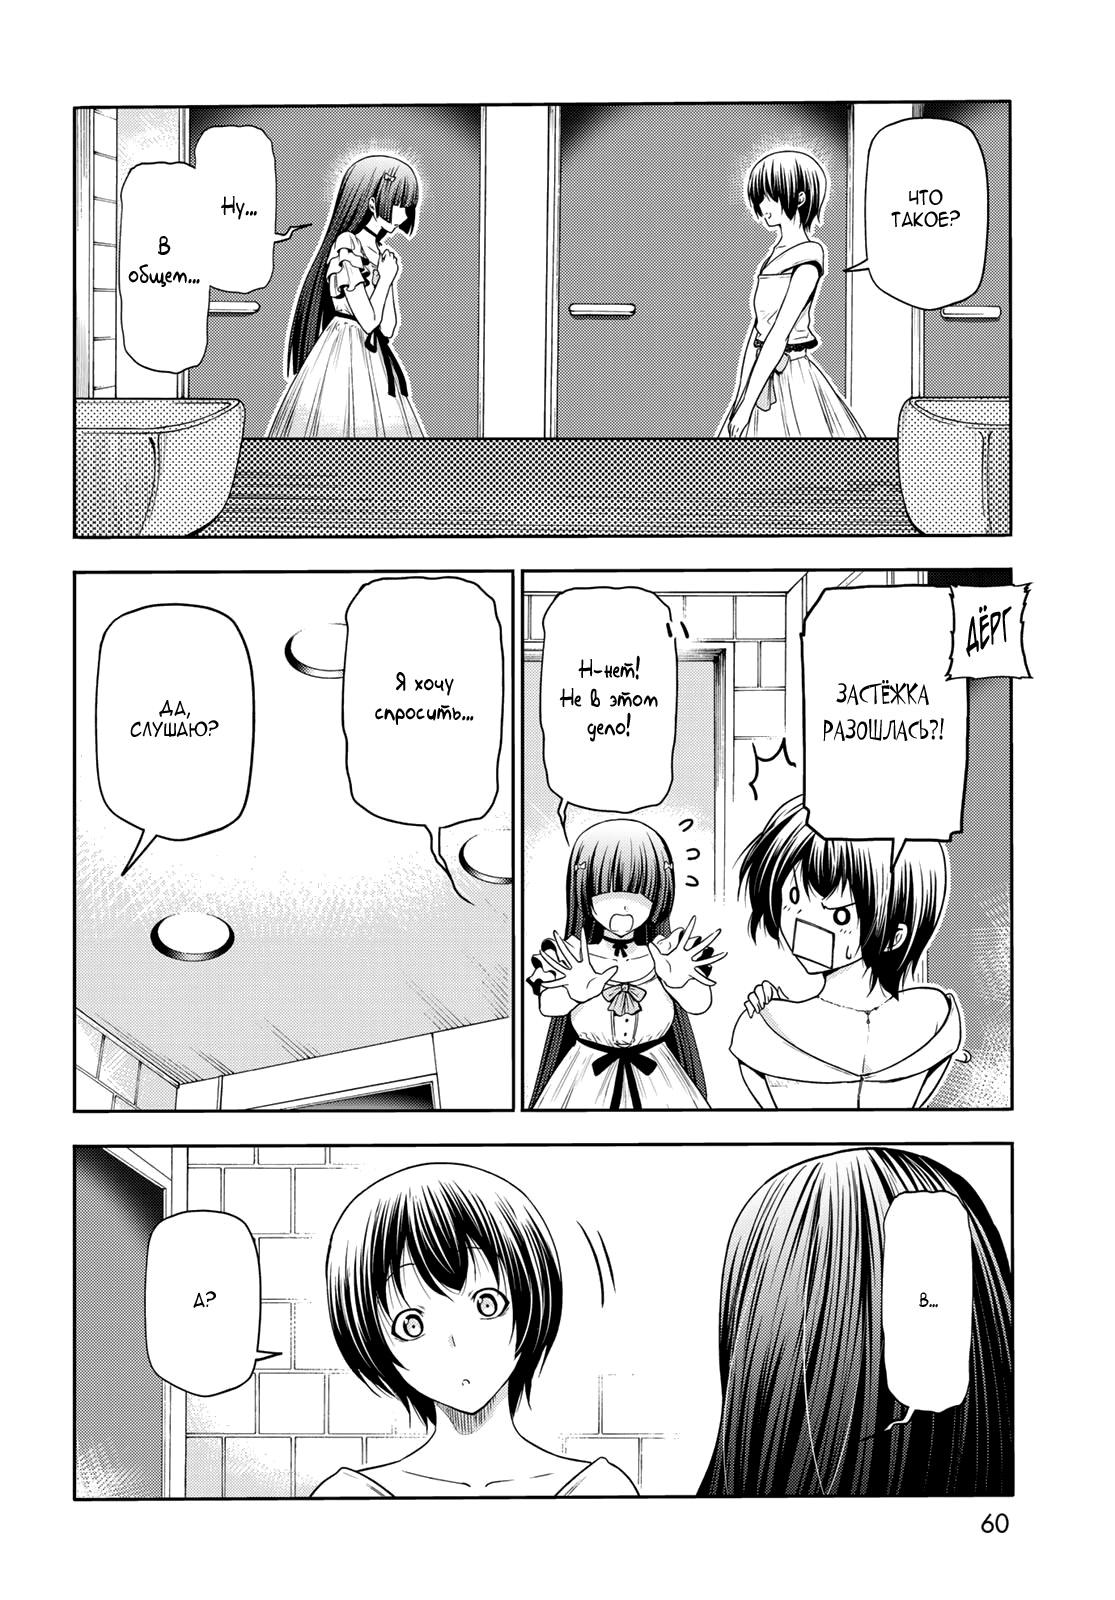 ЧТО
ТАКОЕ?
Ну...
В
общем...
ДЁРГ
ЗАСТЁЖКА
РАЗОШЛАСЬ?!
Н-нет!
Не в этом
дело!
Я хочу
спросить...
ДА,
СЛУШАЮ?
В...
А?
60